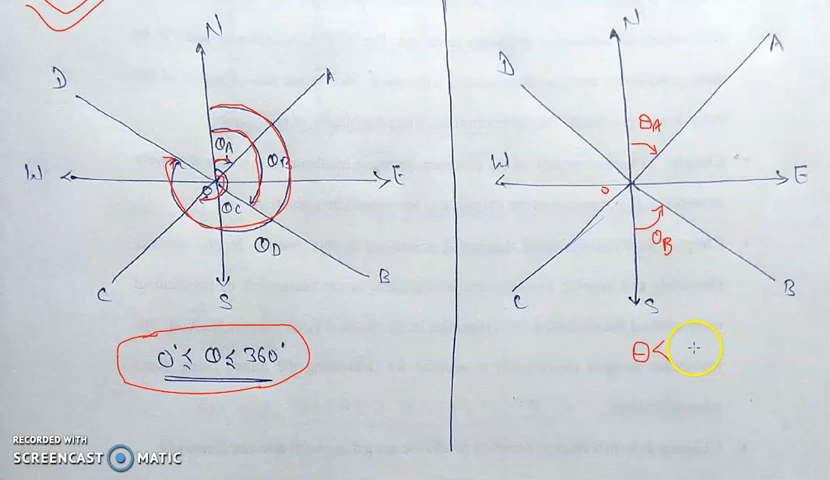 N
D
A
θA
θB
W
E
O
θC
θD
C
B
S
0° ≤ θ ≤ 360°
N
A
D
θA
W
E
O
θB
C
S
B
θ <
RECORDED WITH
SCREENCAST MATIC